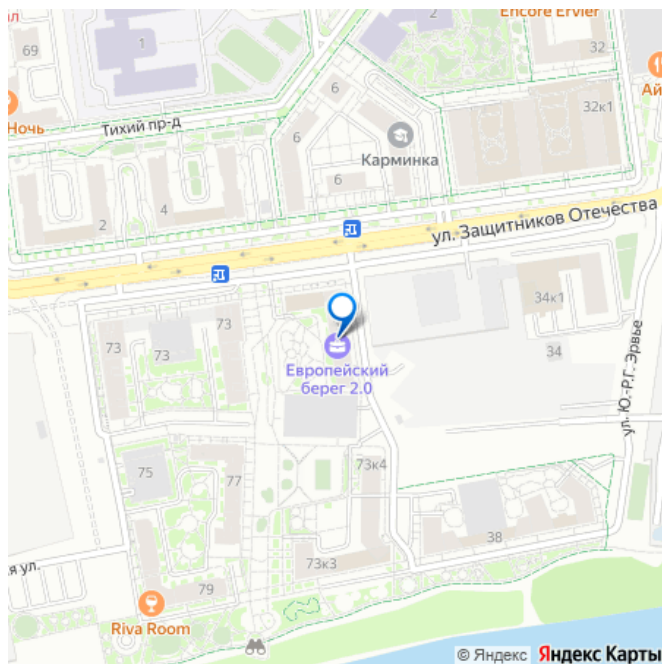 Encore Ervier
69
1
2
32
Ай
Ночь
Тихий пр-д
6
6
6
Карминка
32к1
2
4
ул. Защитников Отечества
34к1
34
ул. Ю.-Р.Г. Эрвье
73
73
73
Европейский
берег 2.0
75
77
73к4
73к3
38
79
Riva Room
я ул.
© Яндекс Яндекс Карты